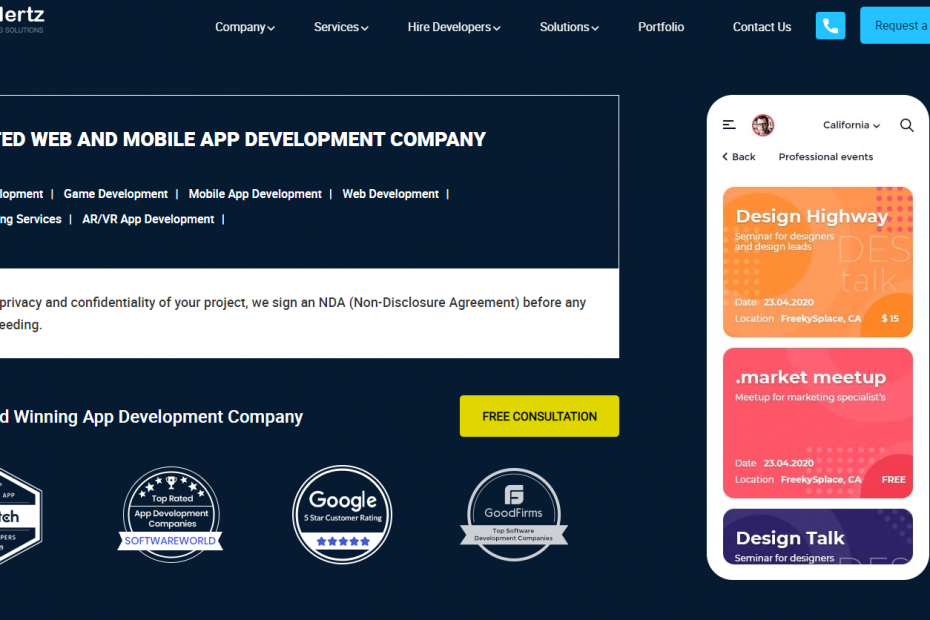 Hertz
G SOLUTIONS
Company
Services
Hire Developers
Solutions
Portfolio
Contact Us
Request a
TED WEB AND MOBILE APP DEVELOPMENT COMPANY
lopment | Game Development | Mobile App Development | Web Development |
ng Services | AR/VR App Development |
privacy and confidentiality of your project, we sign an NDA (Non-Disclosure Agreement) before any
eeding.
d Winning App Development Company
FREE CONSULTATION
APP
tch
PERS
9
Top Rated
App Development
Companies
SOFTWAREWORLD
Google
5 Star Customer Rating
GoodFirms
Top Software
Development Companies
California
Back
Professional events
Design Highway
Seminar for designers
and design leads
DES
talk
Date 23.04.2020
Location FreekySplace, CA $ 15
.market meetup
Meetup for marketing specialist's
Date 23.04.2020
Location FreekySplace, CA FREE
Design Talk
Seminar for designers
DES